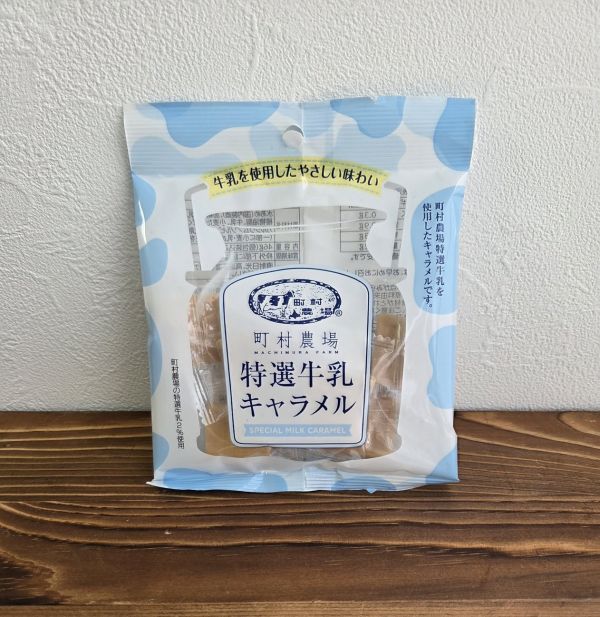 牛乳を使用したやさしい味わい
町村農場特選牛乳を
使用したキャラメルです。
町村
農場
®
町村農場
MACHIMURA FARM
特選牛乳
キャラメル
SPECIAL MILK CARAMEL
町村農場の特選牛乳2%使用